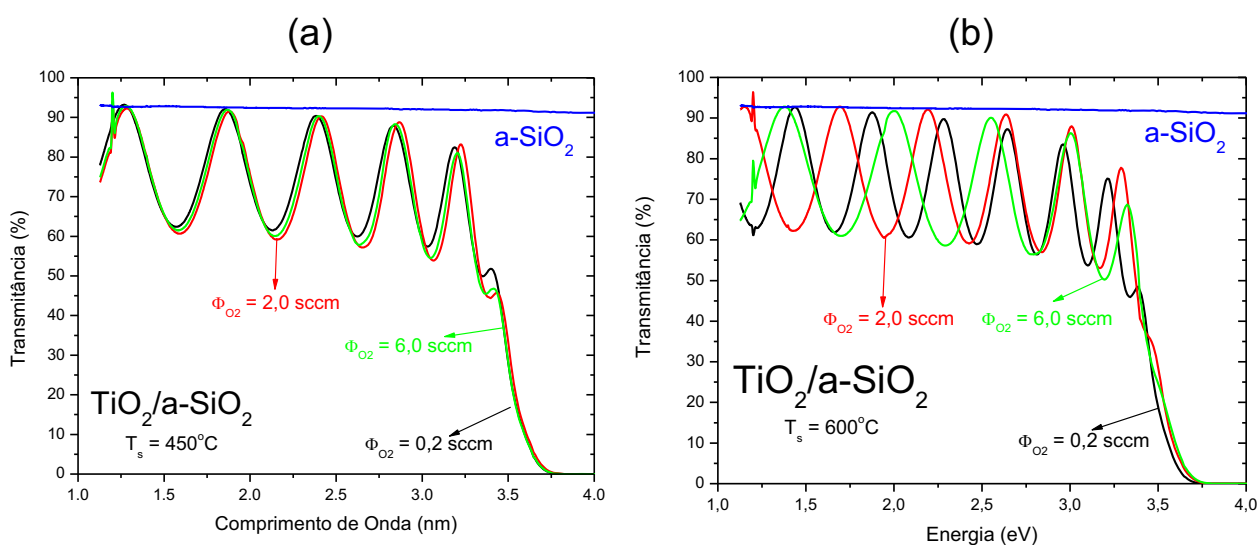 (a)
100
90
80
70
60
50
40
30
20
10
0
Transmitância (%)
a-SiO2
ΦO2 = 2,0 sccm
ΦO2 = 6,0 sccm
TiO2/a-SiO2
Ts = 450°C
ΦO2 = 0,2 sccm
1.0 1.5 2.0 2.5 3.0 3.5 4.0
Comprimento de Onda (nm)
(b)
100
90
80
70
60
50
40
30
20
10
0
Transmitância (%)
a-SiO2
ΦO2 = 2,0 sccm
ΦO2 = 6,0 sccm
TiO2/a-SiO2
Ts = 600°C
ΦO2 = 0,2 sccm
1,0 1,5 2,0 2,5 3,0 3,5 4,0
Energia (eV)